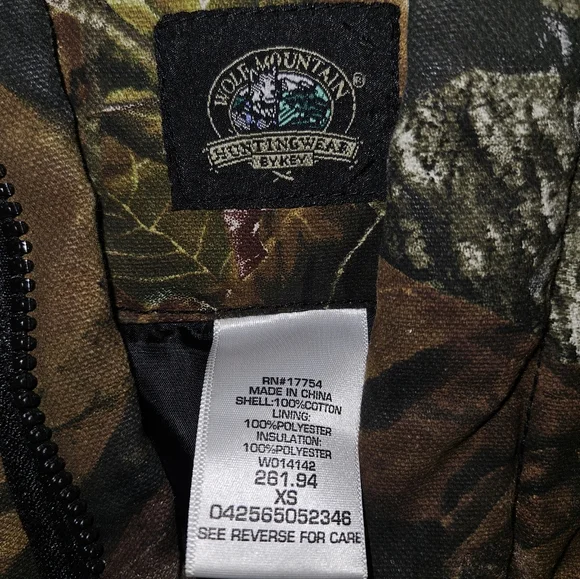 WOLF MOUNTAIN ®
HUNTINGWEAR
BY KEY
RN#17754
MADE IN CHINA
SHELL:100%COTTON
LINING:
100%POLYESTER
INSULATION:
100%POLYESTER
W014142
261.94
XS
042565052346
SEE REVERSE FOR CARE